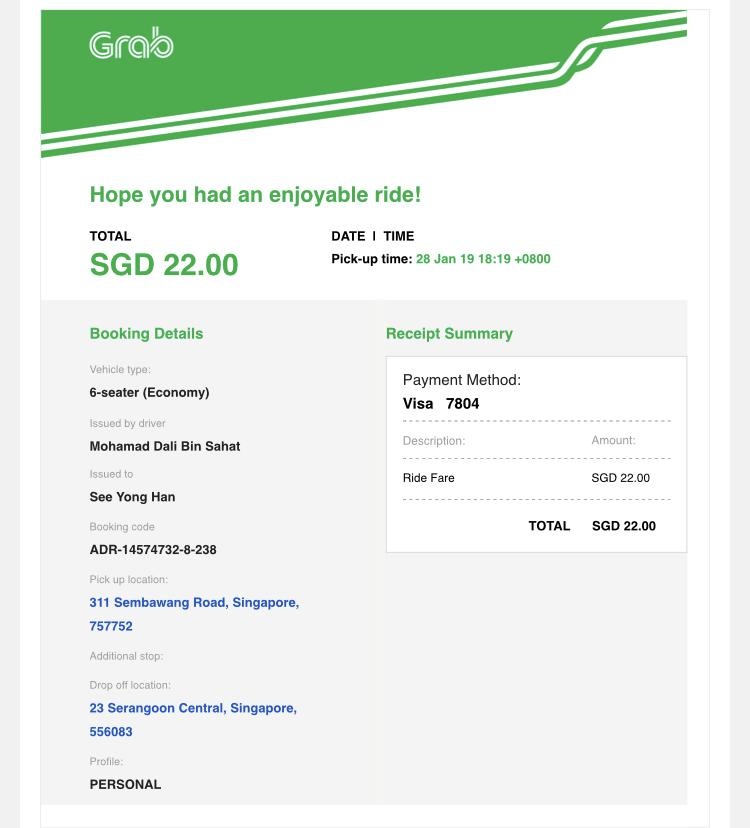 Grab
Hope you had an enjoyable ride!
TOTAL
SGD 22.00
DATE | TIME
Pick-up time: 28 Jan 19 18:19 +0800
Booking Details
Vehicle type:
6-seater (Economy)
Issued by driver
Mohamad Dali Bin Sahat
Issued to
See Yong Han
Booking code
ADR-14574732-8-238
Pick up location:
311 Sembawang Road, Singapore,
757752
Additional stop:
Drop off location:
23 Serangoon Central, Singapore,
556083
Profile:
PERSONAL
Receipt Summary
Payment Method:
Visa 7804
Description: Amount:
Ride Fare SGD 22.00
TOTAL SGD 22.00